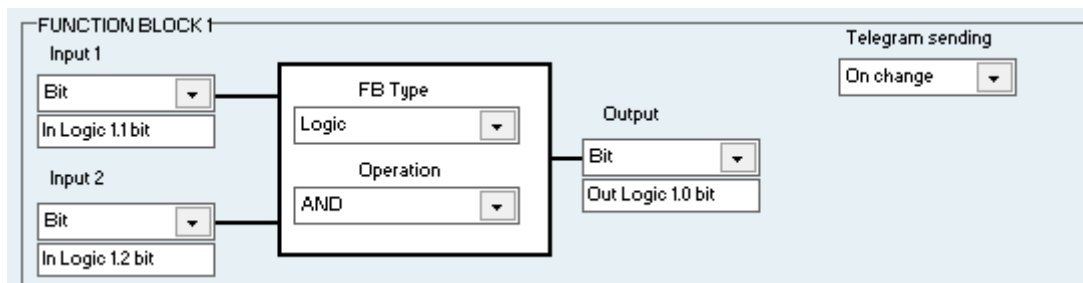 FUNCTION BLOCK 1
Input 1
Bit
In Logic 1.1 bit
Input 2
Bit
In Logic 1.2 bit
FB Type
Logic
Operation
AND
Output
Bit
Out Logic 1.0 bit
Telegram sending
On change